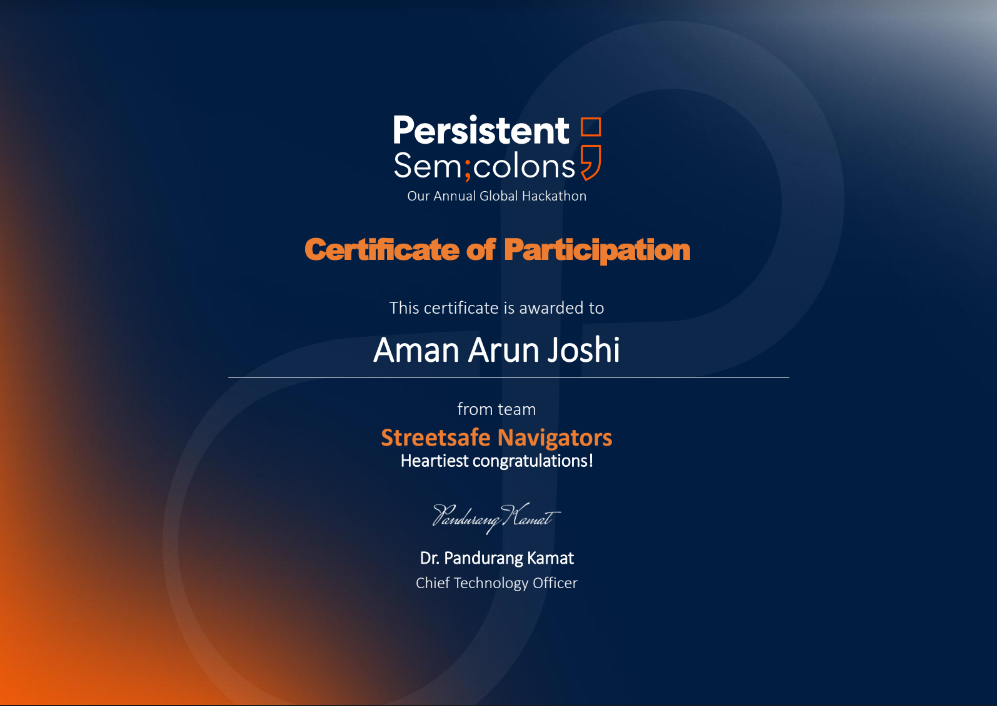 Persistent
Sem;colons
Our Annual Global Hackathon
Certificate of Participation
This certificate is awarded to
Aman Arun Joshi
from team
Streetsafe Navigators
Heartiest congratulations!
Pandurang Kamat
Dr. Pandurang Kamat
Chief Technology Officer